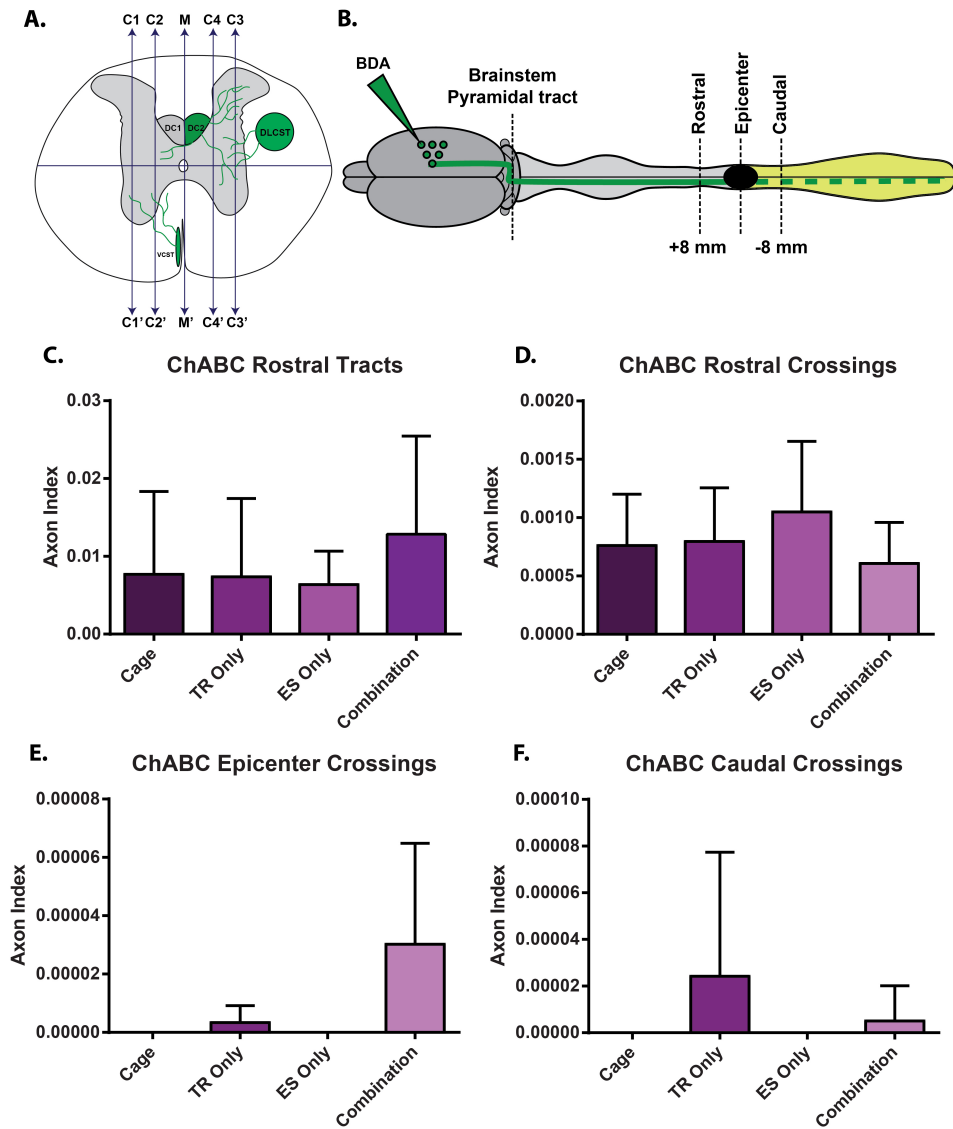 A.
C1 C2 M C4 C3
DC1 DC2
DLCST
VCST
C1’ C2’ M’ C4’ C3’
B.
BDA
Brainstem
Pyramidal tract
Rostral
Epicenter
Caudal
+8 mm
-8 mm
C.
ChABC Rostral Tracts
Axon Index
0.03
0.02
0.01
0.00
Cage
TR Only
ES Only
Combination
D.
ChABC Rostral Crossings
Axon Index
0.0020
0.0015
0.0010
0.0005
0.0000
Cage
TR Only
ES Only
Combination
E.
ChABC Epicenter Crossings
Axon Index
0.00008
0.00006
0.00004
0.00002
0.00000
Cage
TR Only
ES Only
Combination
F.
ChABC Caudal Crossings
Axon Index
0.00010
0.00008
0.00006
0.00004
0.00002
0.00000
Cage
TR Only
ES Only
Combination